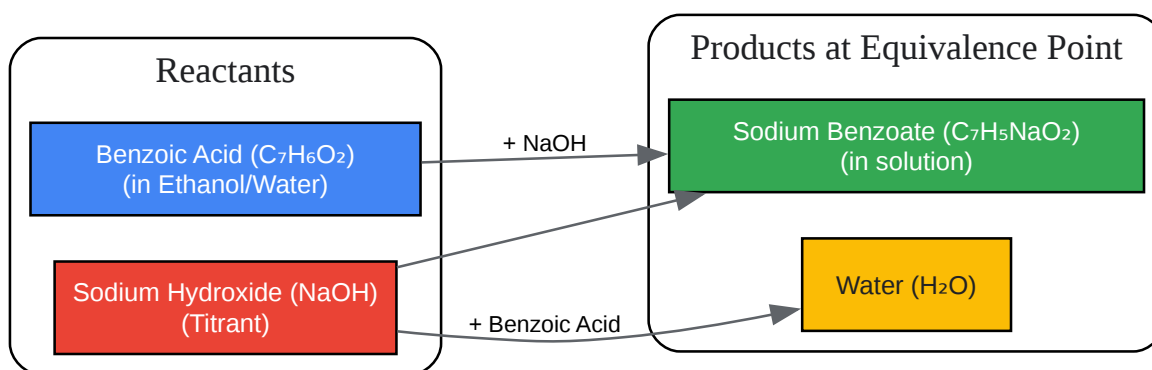 Reactants
Benzoic Acid (C₇H₆O₂)
(in Ethanol/Water)
Sodium Hydroxide (NaOH)
(Titrant)
+ NaOH
+ Benzoic Acid
Products at Equivalence Point
Sodium Benzoate (C₇H₅NaO₂)
(in solution)
Water (H₂O)